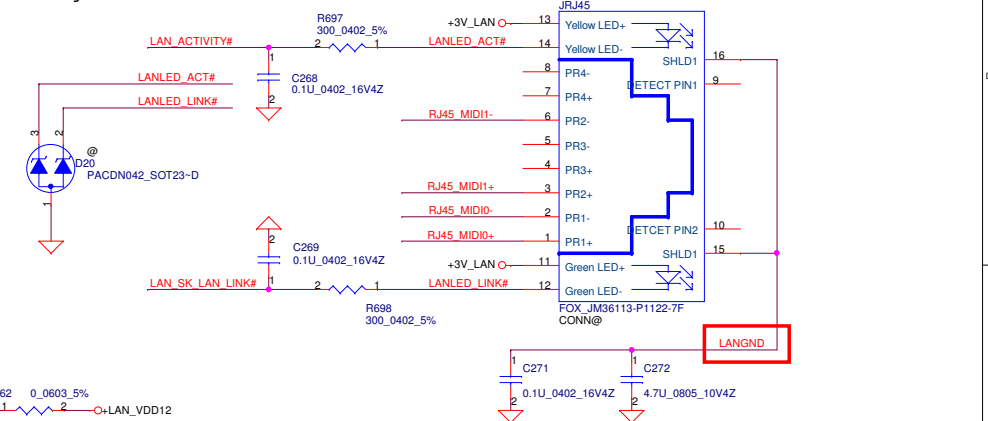 JRJ45
R697
300_0402_5%
+3V_LAN
13
Yellow LED+
LAN_ACTIVITY#
2
1
LANLED_ACT#
14
Yellow LED-
SHLD1
16
1
C268
0.1U_0402_16V4Z
2
8
PR4-
DETECT PIN1
9
LANLED_ACT#
7
PR4+
LANLED_LINK#
RJ45_MIDI1-
6
PR2-
3
2
@
D20
PACDN042_SOT23~D
5
PR3-
4
PR3+
1
RJ45_MIDI1+
3
PR2+
RJ45_MIDI0-
2
PR1-
DETCET PIN2
10
RJ45_MIDI0+
1
PR1+
2
C269
0.1U_0402_16V4Z
1
SHLD1
15
+3V_LAN
11
Green LED+
LAN_SK_LAN_LINK#
2
1
LANLED_LINK#
12
Green LED-
R698
300_0402_5%
FOX_JM36113-P1122-7F
CONN@
LANGND
1
C271
0.1U_0402_16V4Z
2
1
C272
4.7U_0805_10V4Z
2
62
0_0603_5%
1
2
+LAN_VDD12